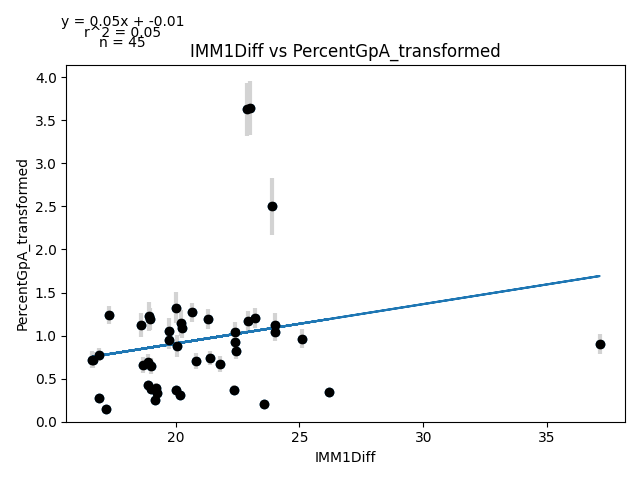 y = 0.05x + -0.01
r^2 = 0.05
n = 45
IMM1Diff vs PercentGpA_transformed
4.0
3.5
3.0
2.5
2.0
1.5
1.0
0.5
0.0
PercentGpA_transformed
20
25
30
35
IMM1Diff